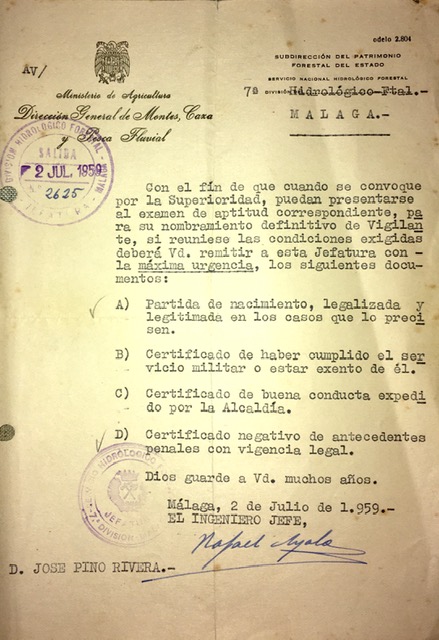 odelo 2.804
AV/
SUBDIRECCIÓN DEL PATRIMONIO
FORESTAL DEL ESTADO
SERVICIO NACIONAL HIDROLÓGICO FORESTAL
7ª DIVISIÓN Hidrológico Ftal.-
MALAGA.-
Ministerio de Agricultura
Dirección General de Montes, Caza
y Pesca Fluvial
DIVISIÓN HIDROLÓGICO FORESTAL
SALIDA
2 JUL. 1959
2625
Con el fin de que cuando se convoque
por la Superioridad, puedan presentarse
al examen de aptitud correspondiente, pa
ra su nombramiento definitivo de Vigilan
te, si reuniese las condiciones exigidas
deberá Vd. remitir a esta Jefatura con -
la máxima urgencia, los siguientes docu-
mentos:
A) Partida de nacimiento, legalizada y
legitimada en los casos que lo preci
sen.
B) Certificado de haber cumplido el ser
vicio militar o estar exento de él.
C) Certificado de buena conducta expedi
do por la Alcaldía.
D) Certificado negativo de antecedentes
penales con vigencia legal.
Dios guarde a Vd. muchos años.
Málaga, 2 de Julio de 1.959.-
EL INGENIERO JEFE,
Rafael Ayala
D. JOSE PINO RIVERA.-